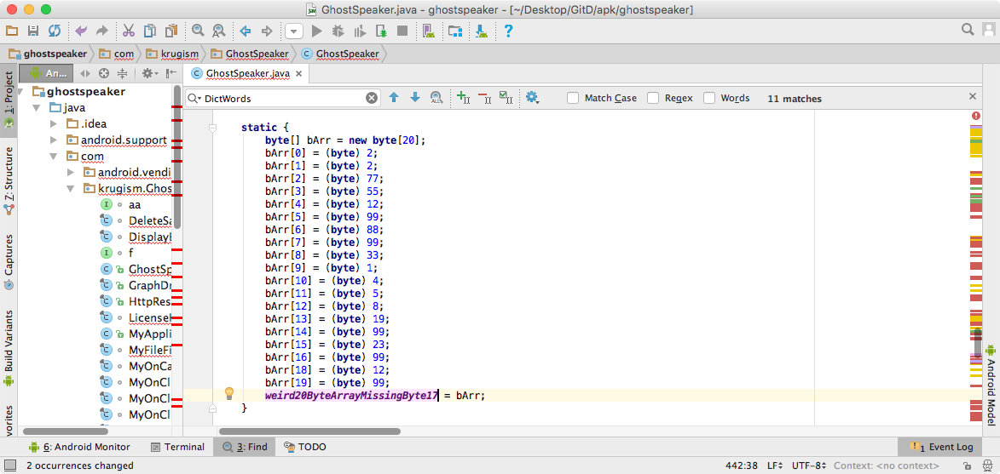 GhostSpeaker.java - ghostspeaker - [~/Desktop/GitD/apk/ghostspeaker]
ghostspeaker com krugism GhostSpeaker GhostSpeaker
An... GhostSpeaker.java
1: Project
Z: Structure
Captures
Build Variants
vorites
ghostspeaker
java
.idea
android.support
com
android.vendi
krugism.Ghos
aa
DeleteSa
f
GhostSp
GraphDr
HttpRes
License
MyAppli
MyFileFi
MyOnCa
MyOnCl
MyOnCl
MyOnCl
DictWords Match Case Regex Words 11 matches
static {
byte[] bArr = new byte[20];
bArr[0] = (byte) 2;
bArr[1] = (byte) 2;
bArr[2] = (byte) 77;
bArr[3] = (byte) 55;
bArr[4] = (byte) 12;
bArr[5] = (byte) 99;
bArr[6] = (byte) 88;
bArr[7] = (byte) 99;
bArr[8] = (byte) 33;
bArr[9] = (byte) 1;
bArr[10] = (byte) 4;
bArr[11] = (byte) 5;
bArr[12] = (byte) 8;
bArr[13] = (byte) 19;
bArr[14] = (byte) 99;
bArr[15] = (byte) 23;
bArr[16] = (byte) 99;
bArr[18] = (byte) 12;
bArr[19] = (byte) 99;
weird20ByteArrayMissingByte17 = bArr;
}
Android Model
6: Android Monitor Terminal 3: Find TODO 1 Event Log
2 occurrences changed 442:38 LF UTF-8 Context: <no context>